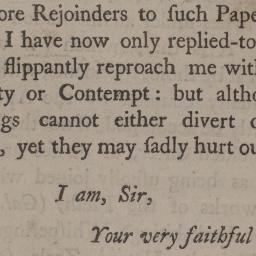 ore Rejoinders to ſuch Pape
I have now only replied-to
flippantly reproach me wit
ty or Contempt: but altho
gs cannot either divert o
, yet they may ſadly hurt ou
I am, Sir,
Your very faithful